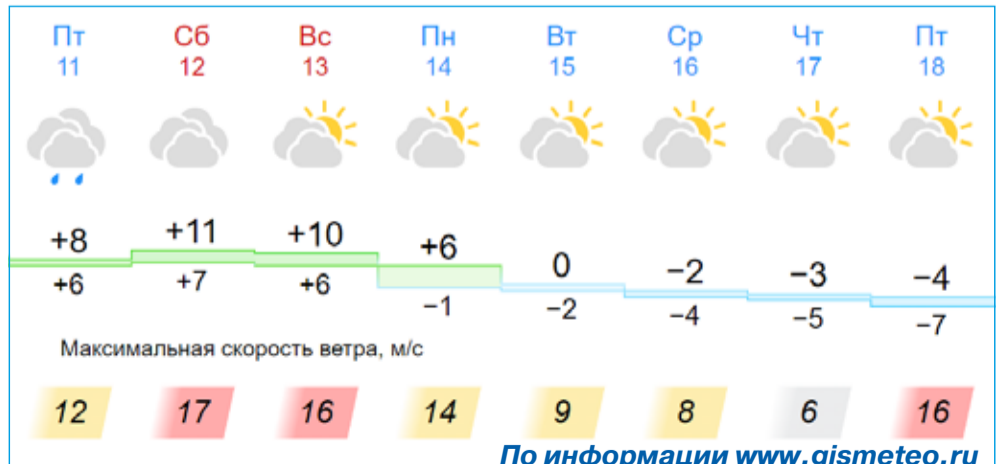 Пт Сб Вс Пн Вт Ср Чт Пт
11 12 13 14 15 16 17 18
+8 +11 +10 +6 0 −2 −3 −4
+6 +7 +6 −1 −2 −4 −5 −7
Максимальная скорость ветра, м/с
12 17 16 14 9 8 6 16
По информации www.gismeteo.ru